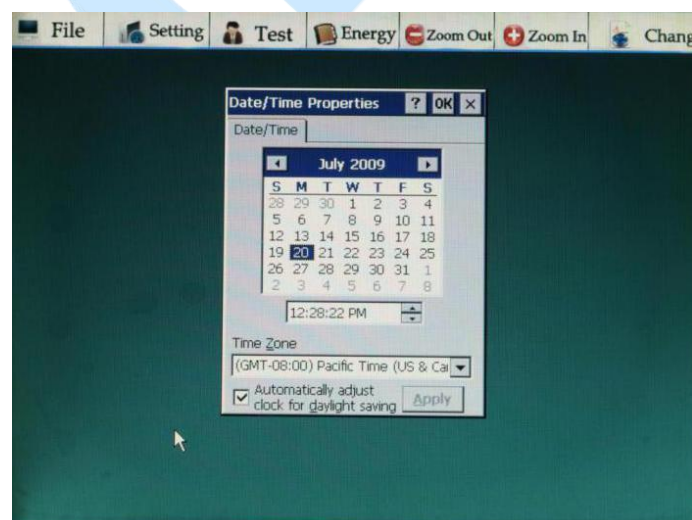 File Setting Test Energy Zoom Out Zoom In Chang
Date/Time Properties ? OK ×
Date/Time
July 2009
S M T W T F S
28 29 30 1 2 3 4
5 6 7 8 9 10 11
12 13 14 15 16 17 18
19 20 21 22 23 24 25
26 27 28 29 30 31 1
2 3 4 5 6 7 8
12:28:22 PM
Time Zone
(GMT-08:00) Pacific Time (US & Ca
Automatically adjust
clock for daylight saving
Apply